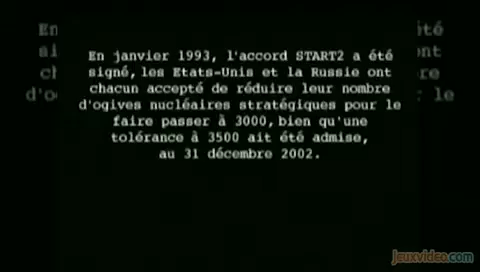 En janvier 1993, l'accord START2 a été
signé, les Etats-Unis et la Russie ont
chacun accepté de réduire leur nombre
d'ogives nucléaires stratégiques pour le
faire passer à 3000, bien qu'une
tolérance à 3500 ait été admise,
au 31 décembre 2002.
jeuxvideo.com